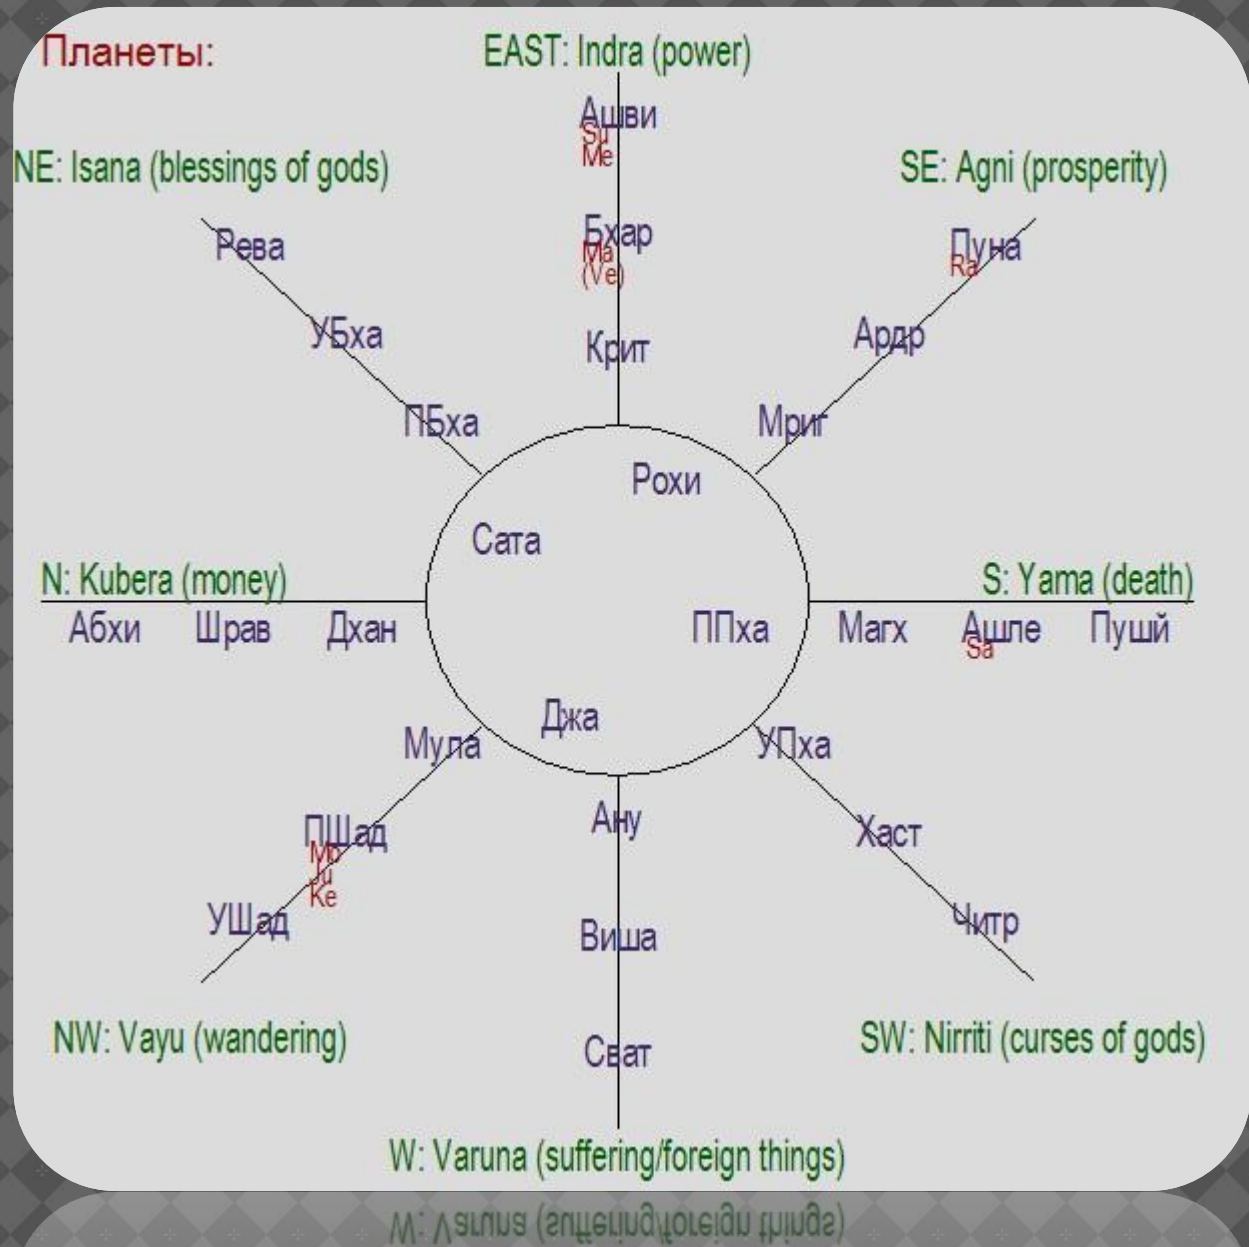 Планеты:
EAST: Indra (power)
Ашви
Su
Me
NE: Isana (blessings of gods)
SE: Agni (prosperity)
Бхар
Ma
(Ve)
Рева
Пуна
Ra
УБха
Ардр
Крит
ПБха
Мриг
Рохи
Сата
N: Kubera (money)
S: Yama (death)
Абхи Шрав Дхан ППха Магх Ашле Пушй
Sa
Джа
Мула
УПха
Ану
ПШад
Mo
Ju
Ke
Хаст
УШад
Читр
Виша
NW: Vayu (wandering)
SW: Nirriti (curses of gods)
Сват
W: Varuna (suffering/foreign things)